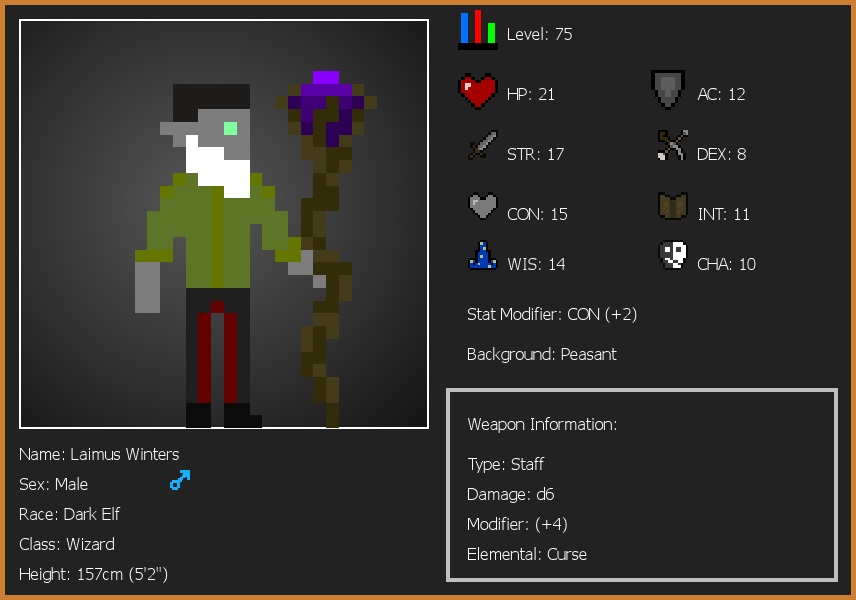 Level: 75
HP: 21
AC: 12
STR: 17
DEX: 8
CON: 15
INT: 11
WIS: 14
CHA: 10
Stat Modifier: CON (+2)
Background: Peasant
Weapon Information:
Type: Staff
Damage: d6
Modifier: (+4)
Elemental: Curse
Name: Laimus Winters
Sex: Male
Race: Dark Elf
Class: Wizard
Height: 157cm (5'2")